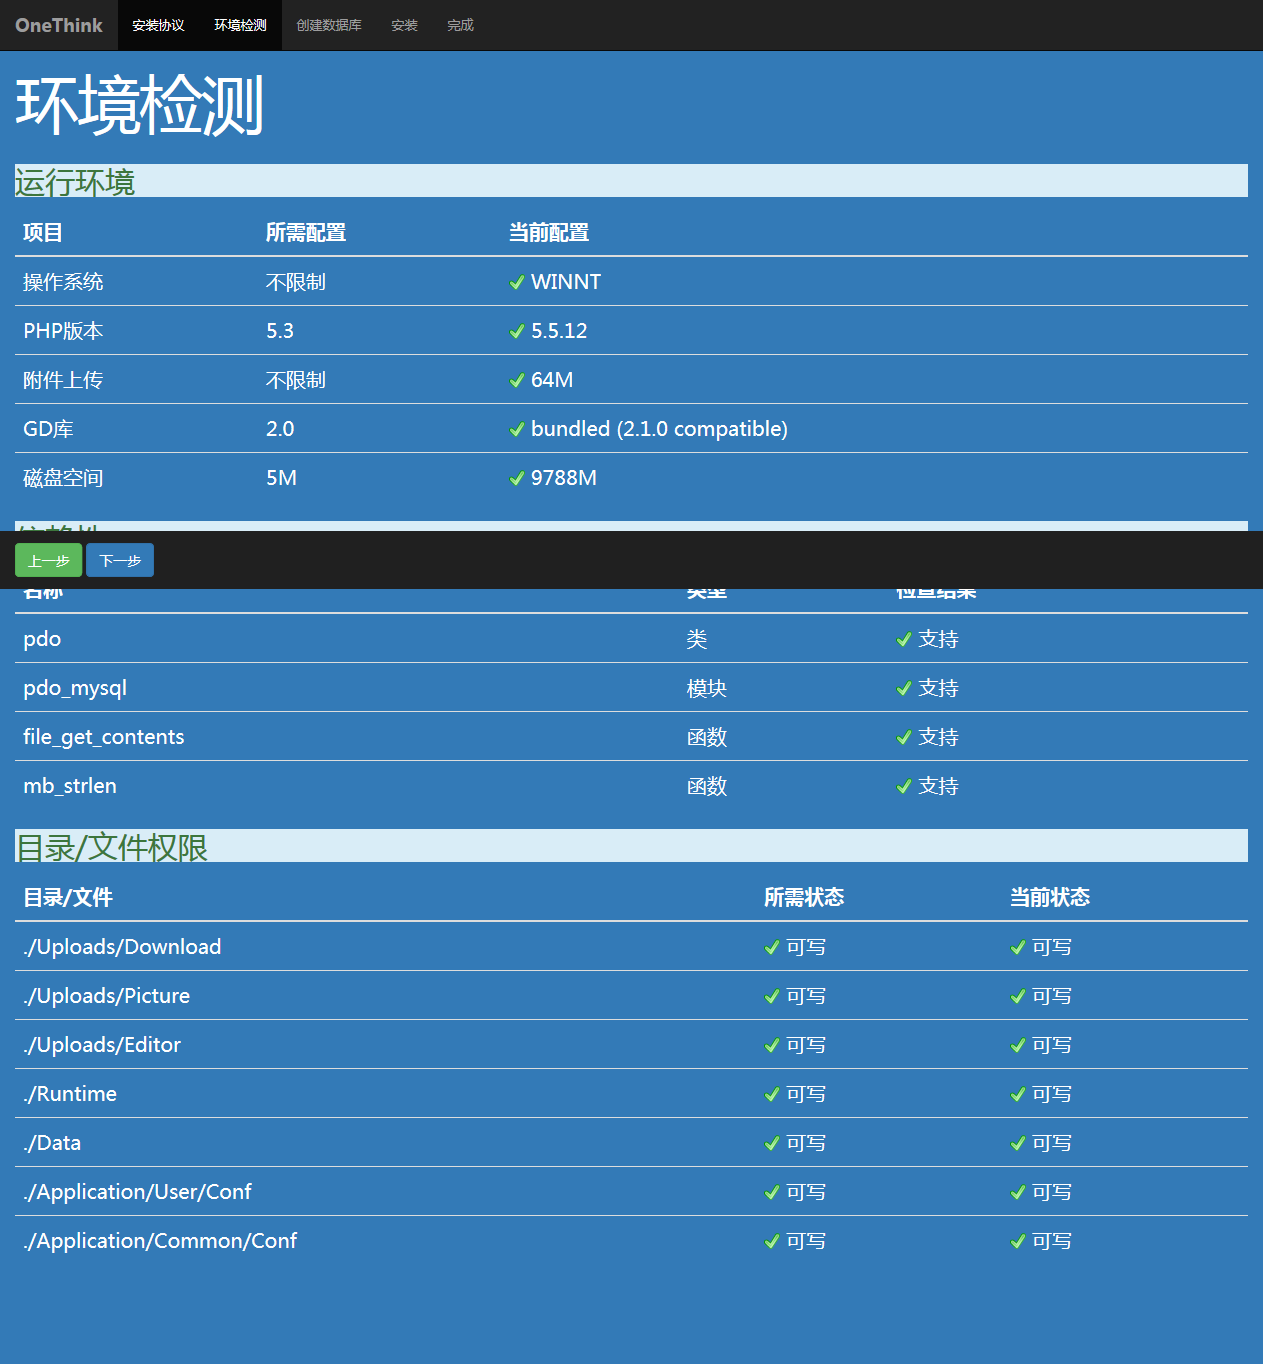 OneThink 安装协议 环境检测 创建数据库 安装 完成
环境检测
运行环境
项目 所需配置 当前配置
操作系统 不限制 WINNT
PHP版本 5.3 5.5.12
附件上传 不限制 64M
GD库 2.0 bundled (2.1.0 compatible)
磁盘空间 5M 9788M
上一步 下一步
名称 类型 检查结果
pdo 类 支持
pdo_mysql 模块 支持
file_get_contents 函数 支持
mb_strlen 函数 支持
目录/文件权限
目录/文件 所需状态 当前状态
./Uploads/Download 可写 可写
./Uploads/Picture 可写 可写
./Uploads/Editor 可写 可写
./Runtime 可写 可写
./Data 可写 可写
./Application/User/Conf 可写 可写
./Application/Common/Conf 可写 可写